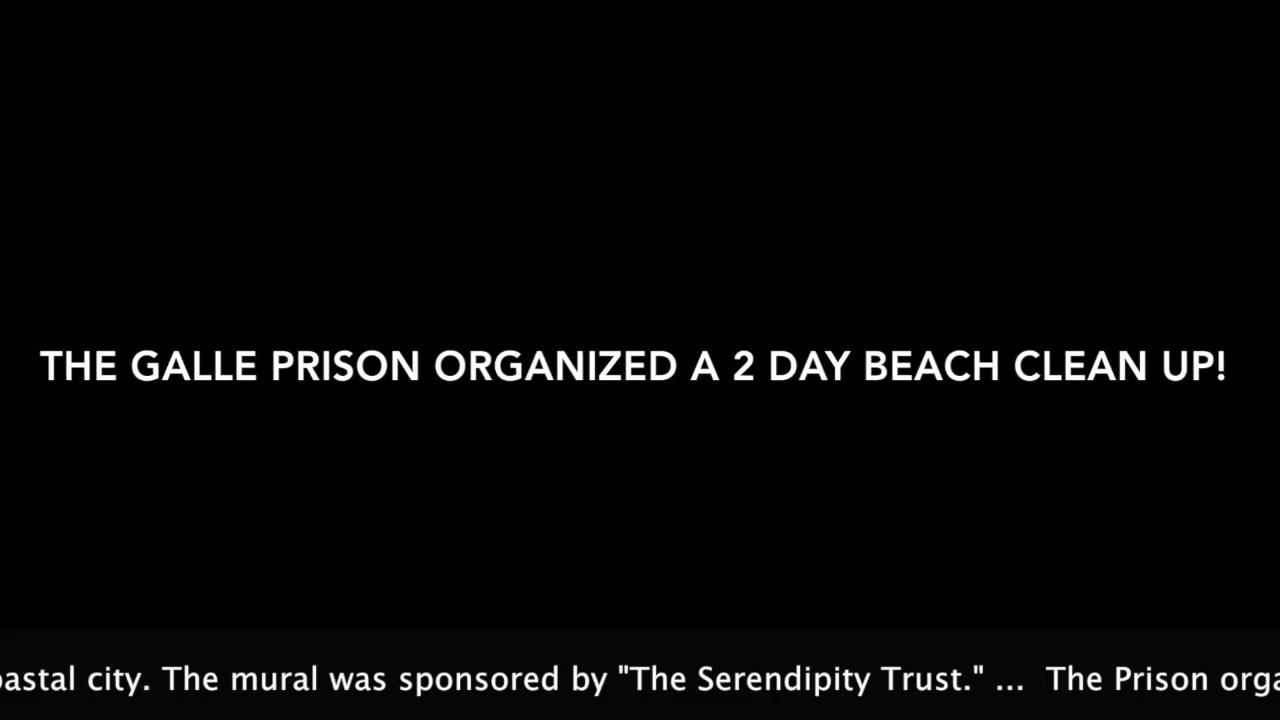 THE GALLE PRISON ORGANIZED A 2 DAY BEACH CLEAN UP!
city. The mural was sponsored by "The Serendipity Trust." ... The Prison